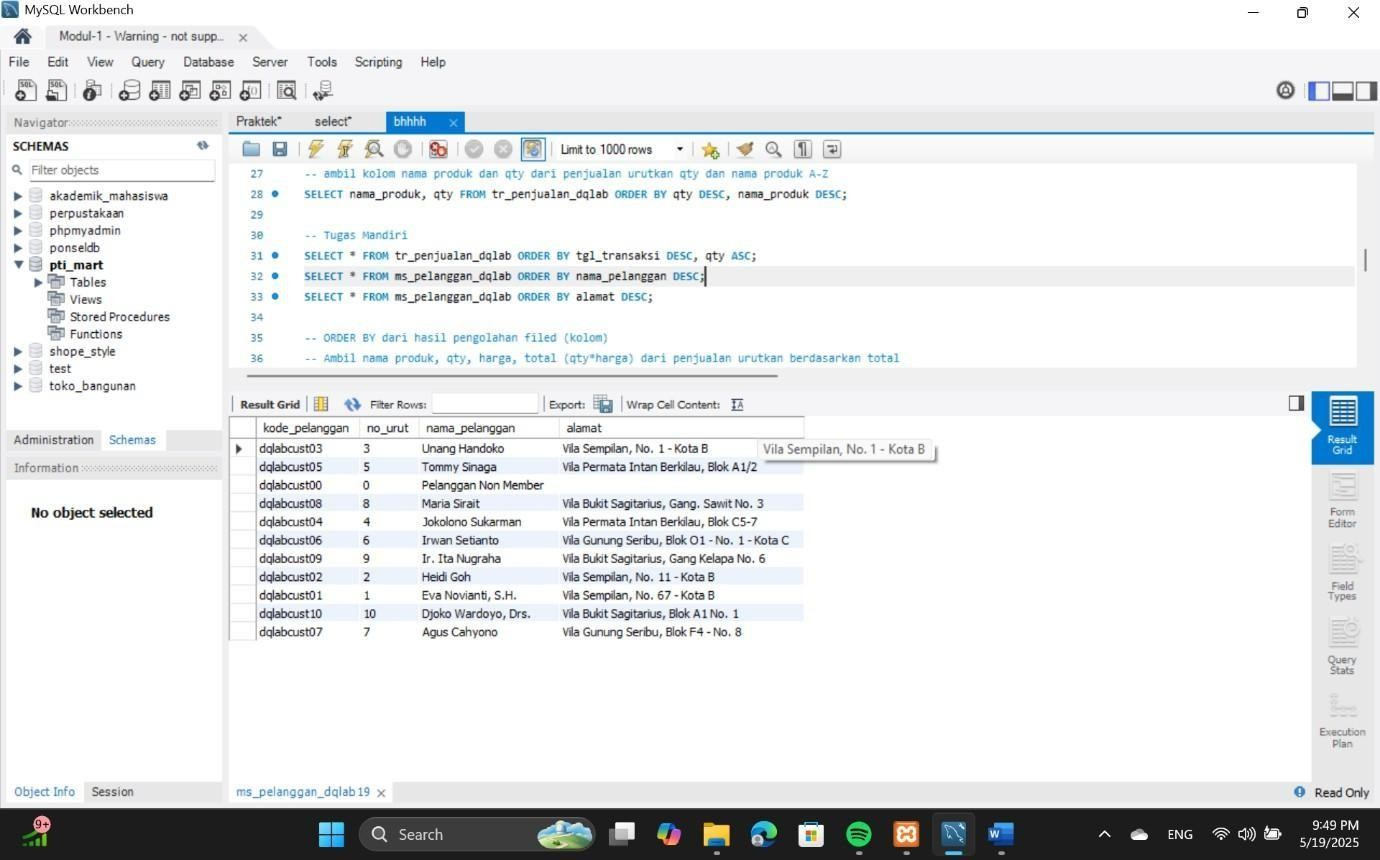 MySQL Workbench
Modul-1 - Warning - not supp...
File Edit View Query Database Server Tools Scripting Help
Navigator
SCHEMAS
Filter objects
akademik_mahasiswa
perpustakaan
phpmyadmin
ponseldb
pti_mart
Tables
Views
Stored Procedures
Functions
shope_style
test
toko_bangunan
Administration Schemas
Information
No object selected
Object Info Session
Praktek* select* bhhhh
Limit to 1000 rows
27 -- ambil kolom nama produk dan qty dari penjualan urutkan qty dan nama produk A-Z
28 SELECT nama_produk, qty FROM tr_penjualan_dqlab ORDER BY qty DESC, nama_produk DESC;
29
30 -- Tugas Mandiri
31 SELECT * FROM tr_penjualan_dqlab ORDER BY tgl_transaksi DESC, qty ASC;
32 SELECT * FROM ms_pelanggan_dqlab ORDER BY nama_pelanggan DESC;
33 SELECT * FROM ms_pelanggan_dqlab ORDER BY alamat DESC;
34
35 -- ORDER BY dari hasil pengolahan filed (kolom)
36 -- Ambil nama produk, qty, harga, total (qty*harga) dari penjualan urutkan berdasarkan total
Result Grid Filter Rows: Export: Wrap Cell Content:
kode_pelanggan no_urut nama_pelanggan alamat
dqlabcust03 3 Unang Handoko Vila Sempilan, No. 1 - Kota B
Vila Sempilan, No. 1 - Kota B
dqlabcust05 5 Tommy Sinaga Vila Permata Intan Berkilau, Blok A1/2
dqlabcust00 0 Pelanggan Non Member
dqlabcust08 8 Maria Sirait Vila Bukit Sagitarius, Gang. Sawit No. 3
dqlabcust04 4 Jokolono Sukarman Vila Permata Intan Berkilau, Blok C5-7
dqlabcust06 6 Irwan Setianto Vila Gunung Seribu, Blok O1 - No. 1 - Kota C
dqlabcust09 9 Ir. Ita Nugraha Vila Bukit Sagitarius, Gang Kelapa No. 6
dqlabcust02 2 Heidi Goh Vila Sempilan, No. 11 - Kota B
dqlabcust01 1 Eva Novianti, S.H. Vila Sempilan, No. 67 - Kota B
dqlabcust10 10 Djoko Wardoyo, Drs. Vila Bukit Sagitarius, Blok A1 No. 1
dqlabcust07 7 Agus Cahyono Vila Gunung Seribu, Blok F4 - No. 8
Result
Grid
Form
Editor
Field
Types
Query
Stats
Execution
Plan
ms_pelanggan_dqlab 19
Read Only
9+
Search
ENG
9:49 PM
5/19/2025